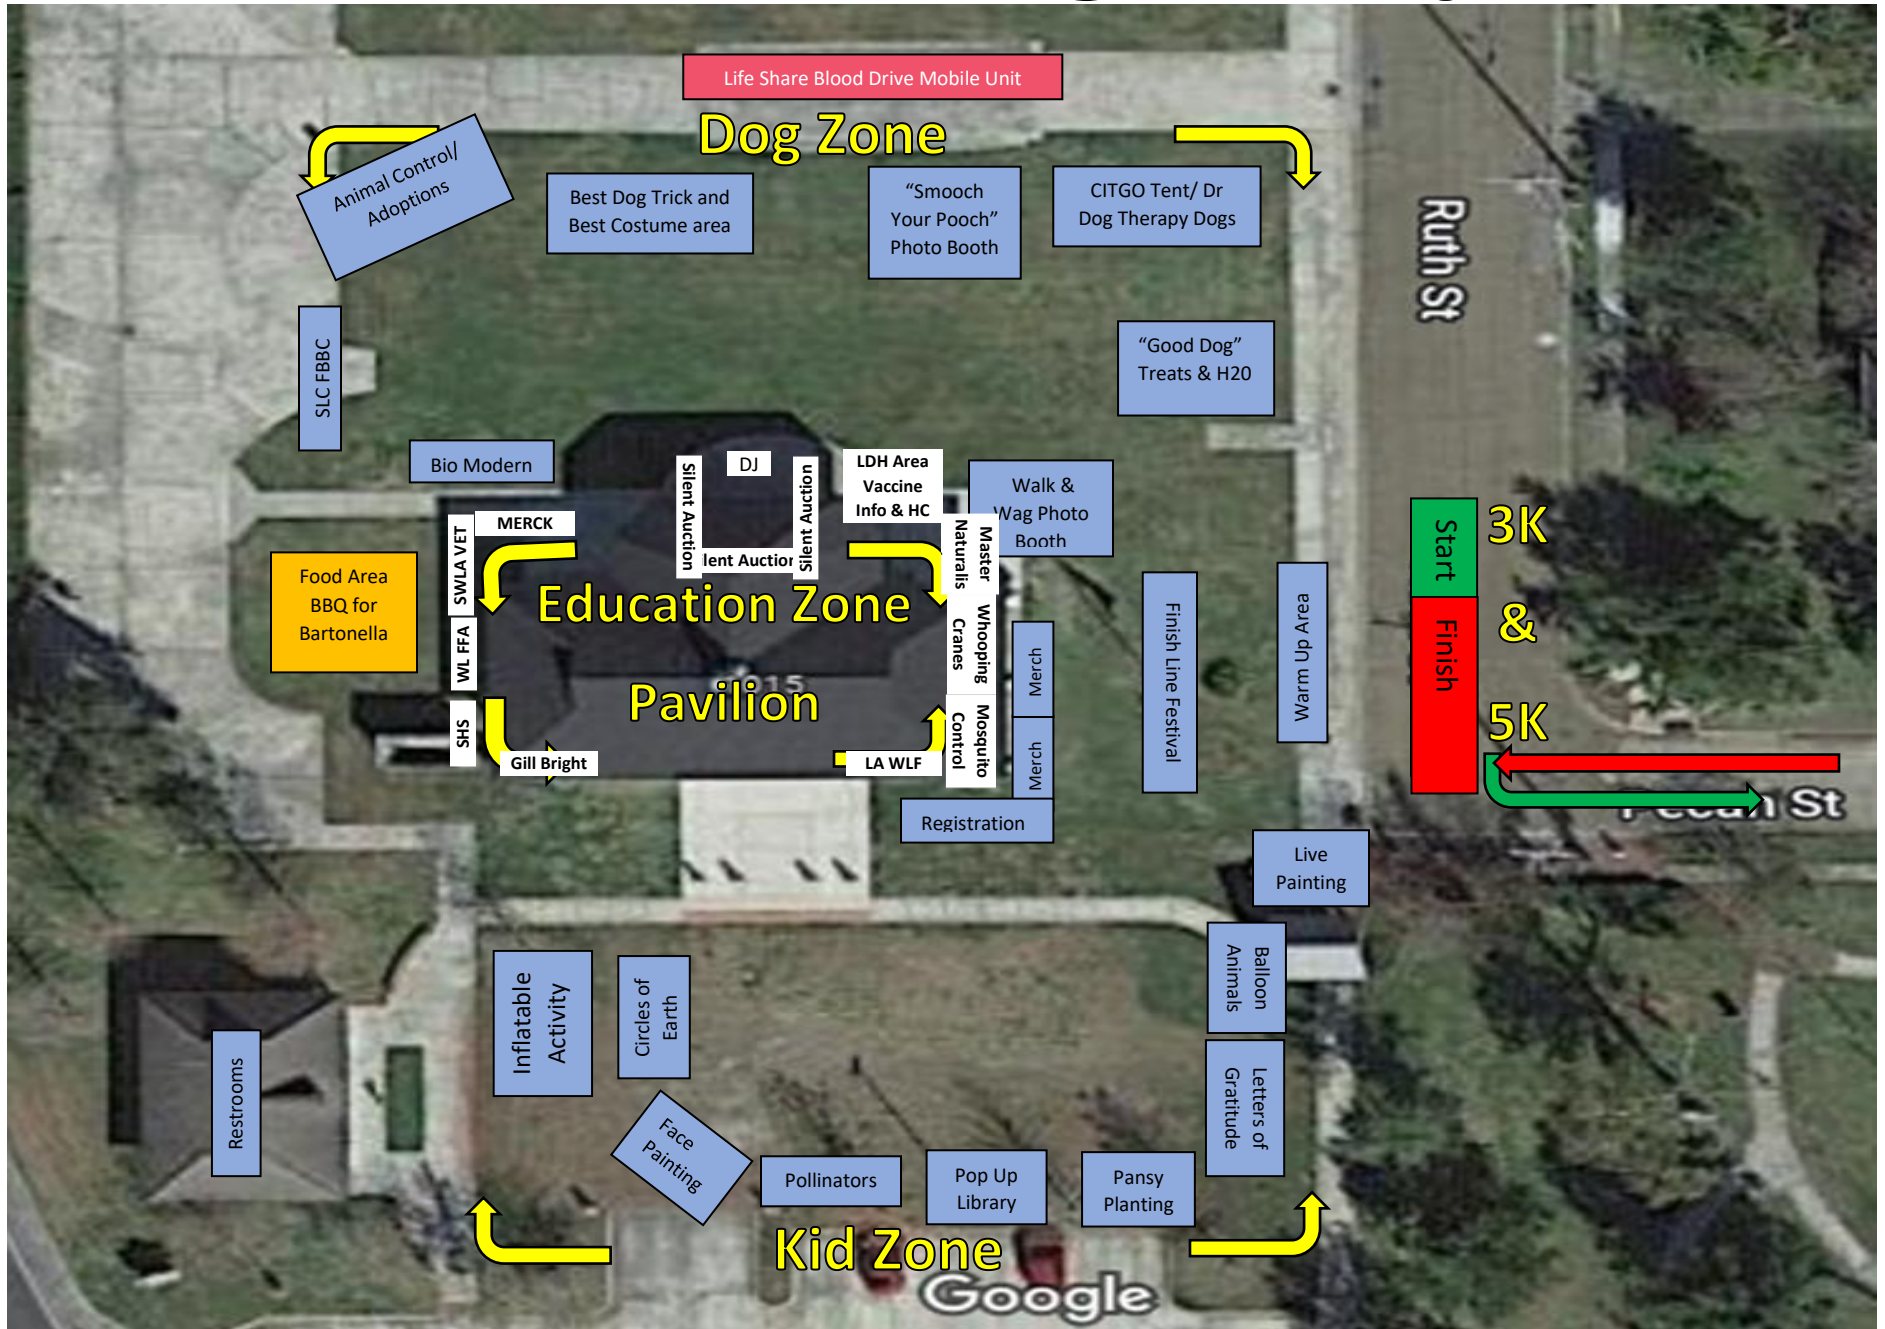 Life Share Blood Drive Mobile Unit
Dog Zone
Animal Control/
Adoptions
Best Dog Trick and
Best Costume area
“Smooch
Your Pooch”
Photo Booth
CITGO Tent/ Dr
Dog Therapy Dogs
Ruth St
SLC FBBC
“Good Dog”
Treats & H20
Bio Modern
Silent Auction
DJ
Silent Auction
lent Auction
LDH Area
Vaccine
Info & HC
Walk &
Wag Photo
Booth
MERCK
SWLA VET
Master
Naturalis
Start
Finish
3K
&
5K
Food Area
BBQ for
Bartonella
Education Zone
Pavilion
WL FFA
Whooping
Cranes
Merch
Finish Line Festival
Warm Up Area
SHS
Gill Bright
LA WLF
Mosquito
Control
Merch
Registration
Pecan St
Live
Painting
Inflatable
Activity
Circles of
Earth
Balloon
Animals
Restrooms
Face
Painting
Letters of
Gratitude
Pollinators
Pop Up
Library
Pansy
Planting
Kid Zone
Google